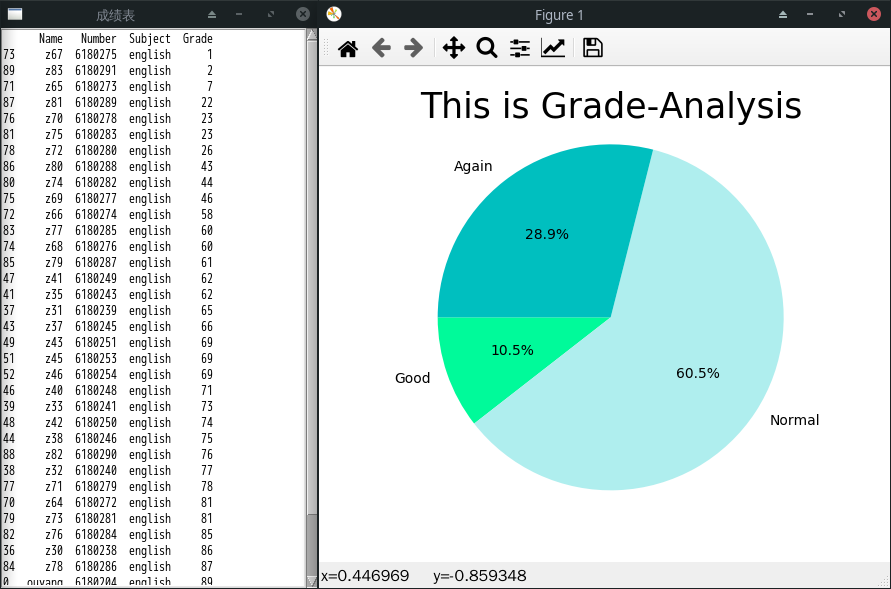 成绩表
Name Number Subject Grade
73 z67 6180275 english 1
89 z83 6180291 english 2
71 z65 6180273 english 7
87 z81 6180289 english 22
76 z70 6180278 english 23
81 z75 6180283 english 23
78 z72 6180280 english 26
86 z80 6180288 english 43
80 z74 6180282 english 44
75 z69 6180277 english 46
72 z66 6180274 english 58
83 z77 6180285 english 60
74 z68 6180276 english 60
85 z79 6180287 english 61
47 z41 6180249 english 62
41 z35 6180243 english 62
37 z31 6180239 english 65
43 z37 6180245 english 66
49 z43 6180251 english 69
51 z45 6180253 english 69
52 z46 6180254 english 69
46 z40 6180248 english 71
39 z33 6180241 english 73
48 z42 6180250 english 74
44 z38 6180246 english 75
88 z82 6180290 english 76
38 z32 6180240 english 77
77 z71 6180279 english 78
70 z64 6180272 english 81
79 z73 6180281 english 81
82 z76 6180284 english 85
36 z30 6180238 english 86
84 z78 6180286 english 87
0 ouyang 6180204 english 89
Figure 1
This is Grade-Analysis
Again
28.9%
10.5%
Good
60.5%
Normal
x=0.446969 y=-0.859348